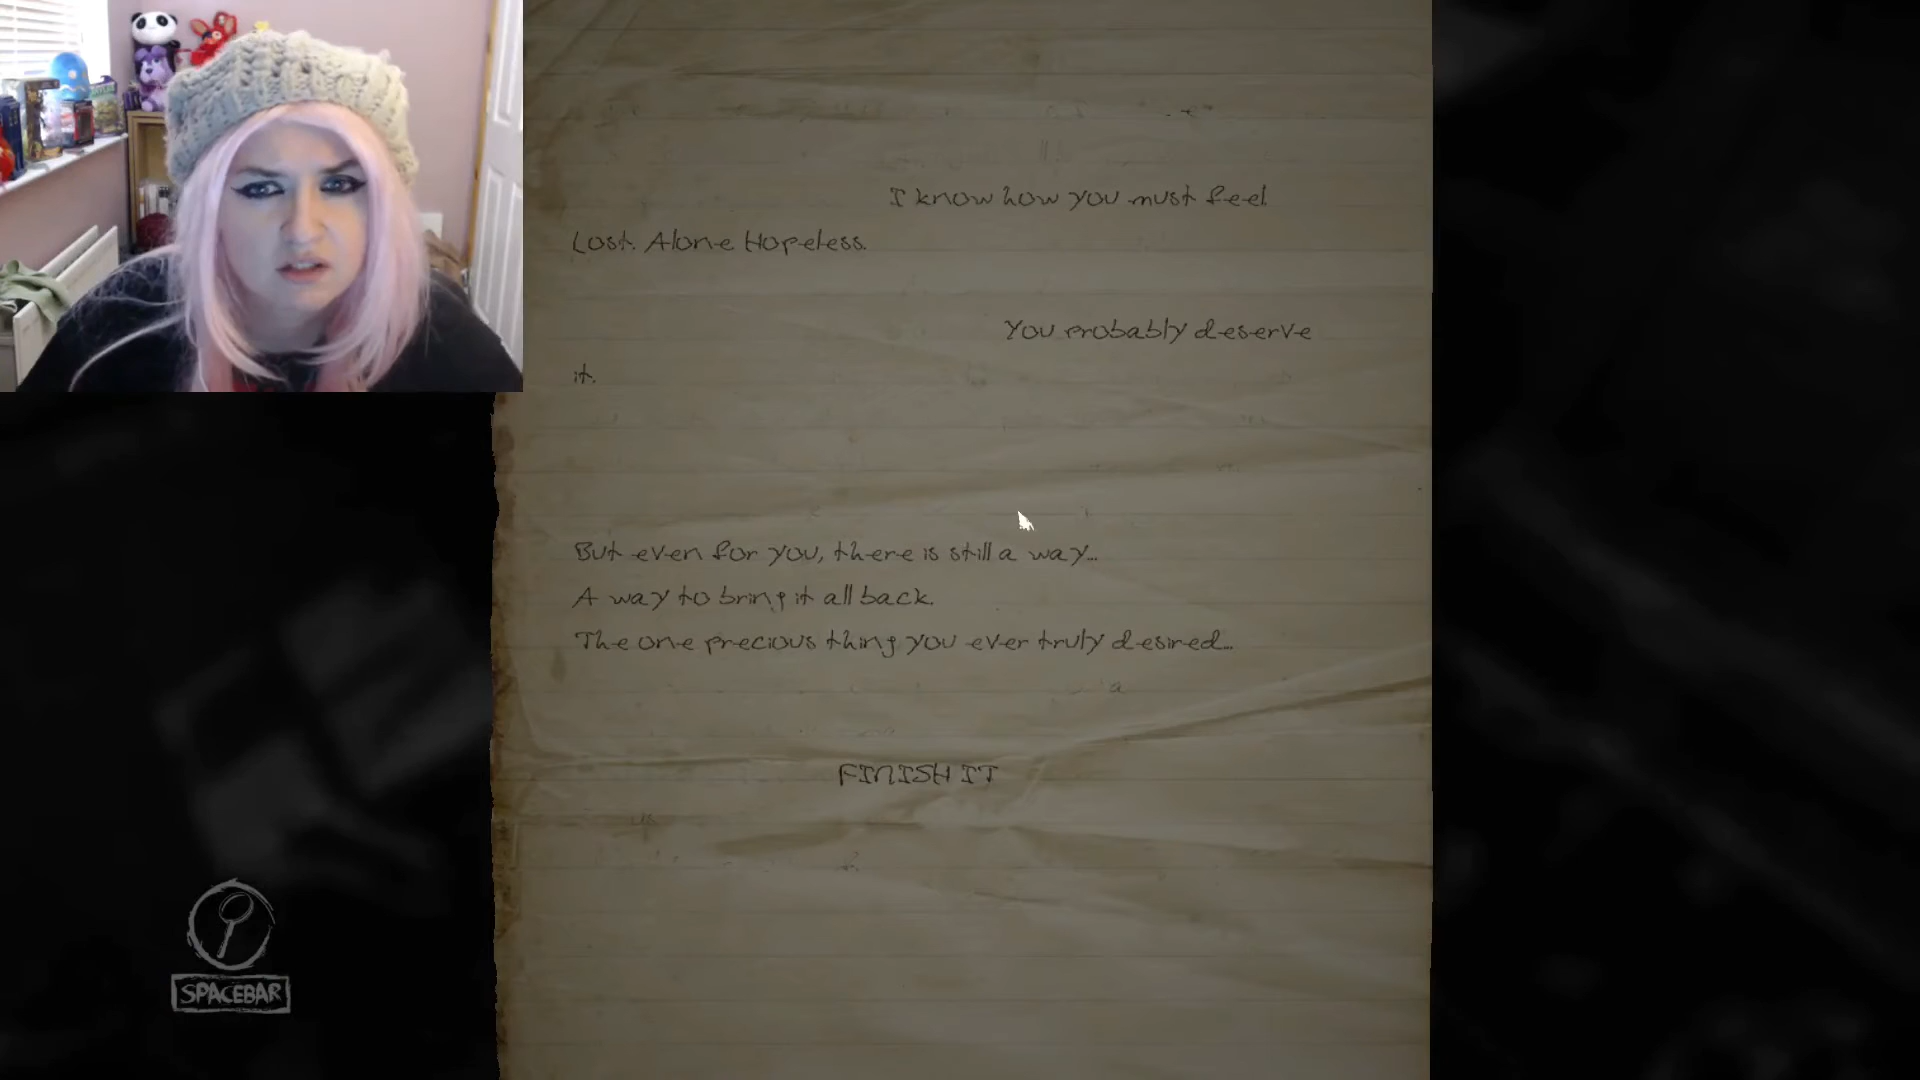 I know how you must feel.
Lost. Alone Hopeless.
You probably deserve
it.
But even for you, there is still a way...
A way to bring it all back.
The one precious thing you ever truly desired...
FINISH IT
SPACEBAR